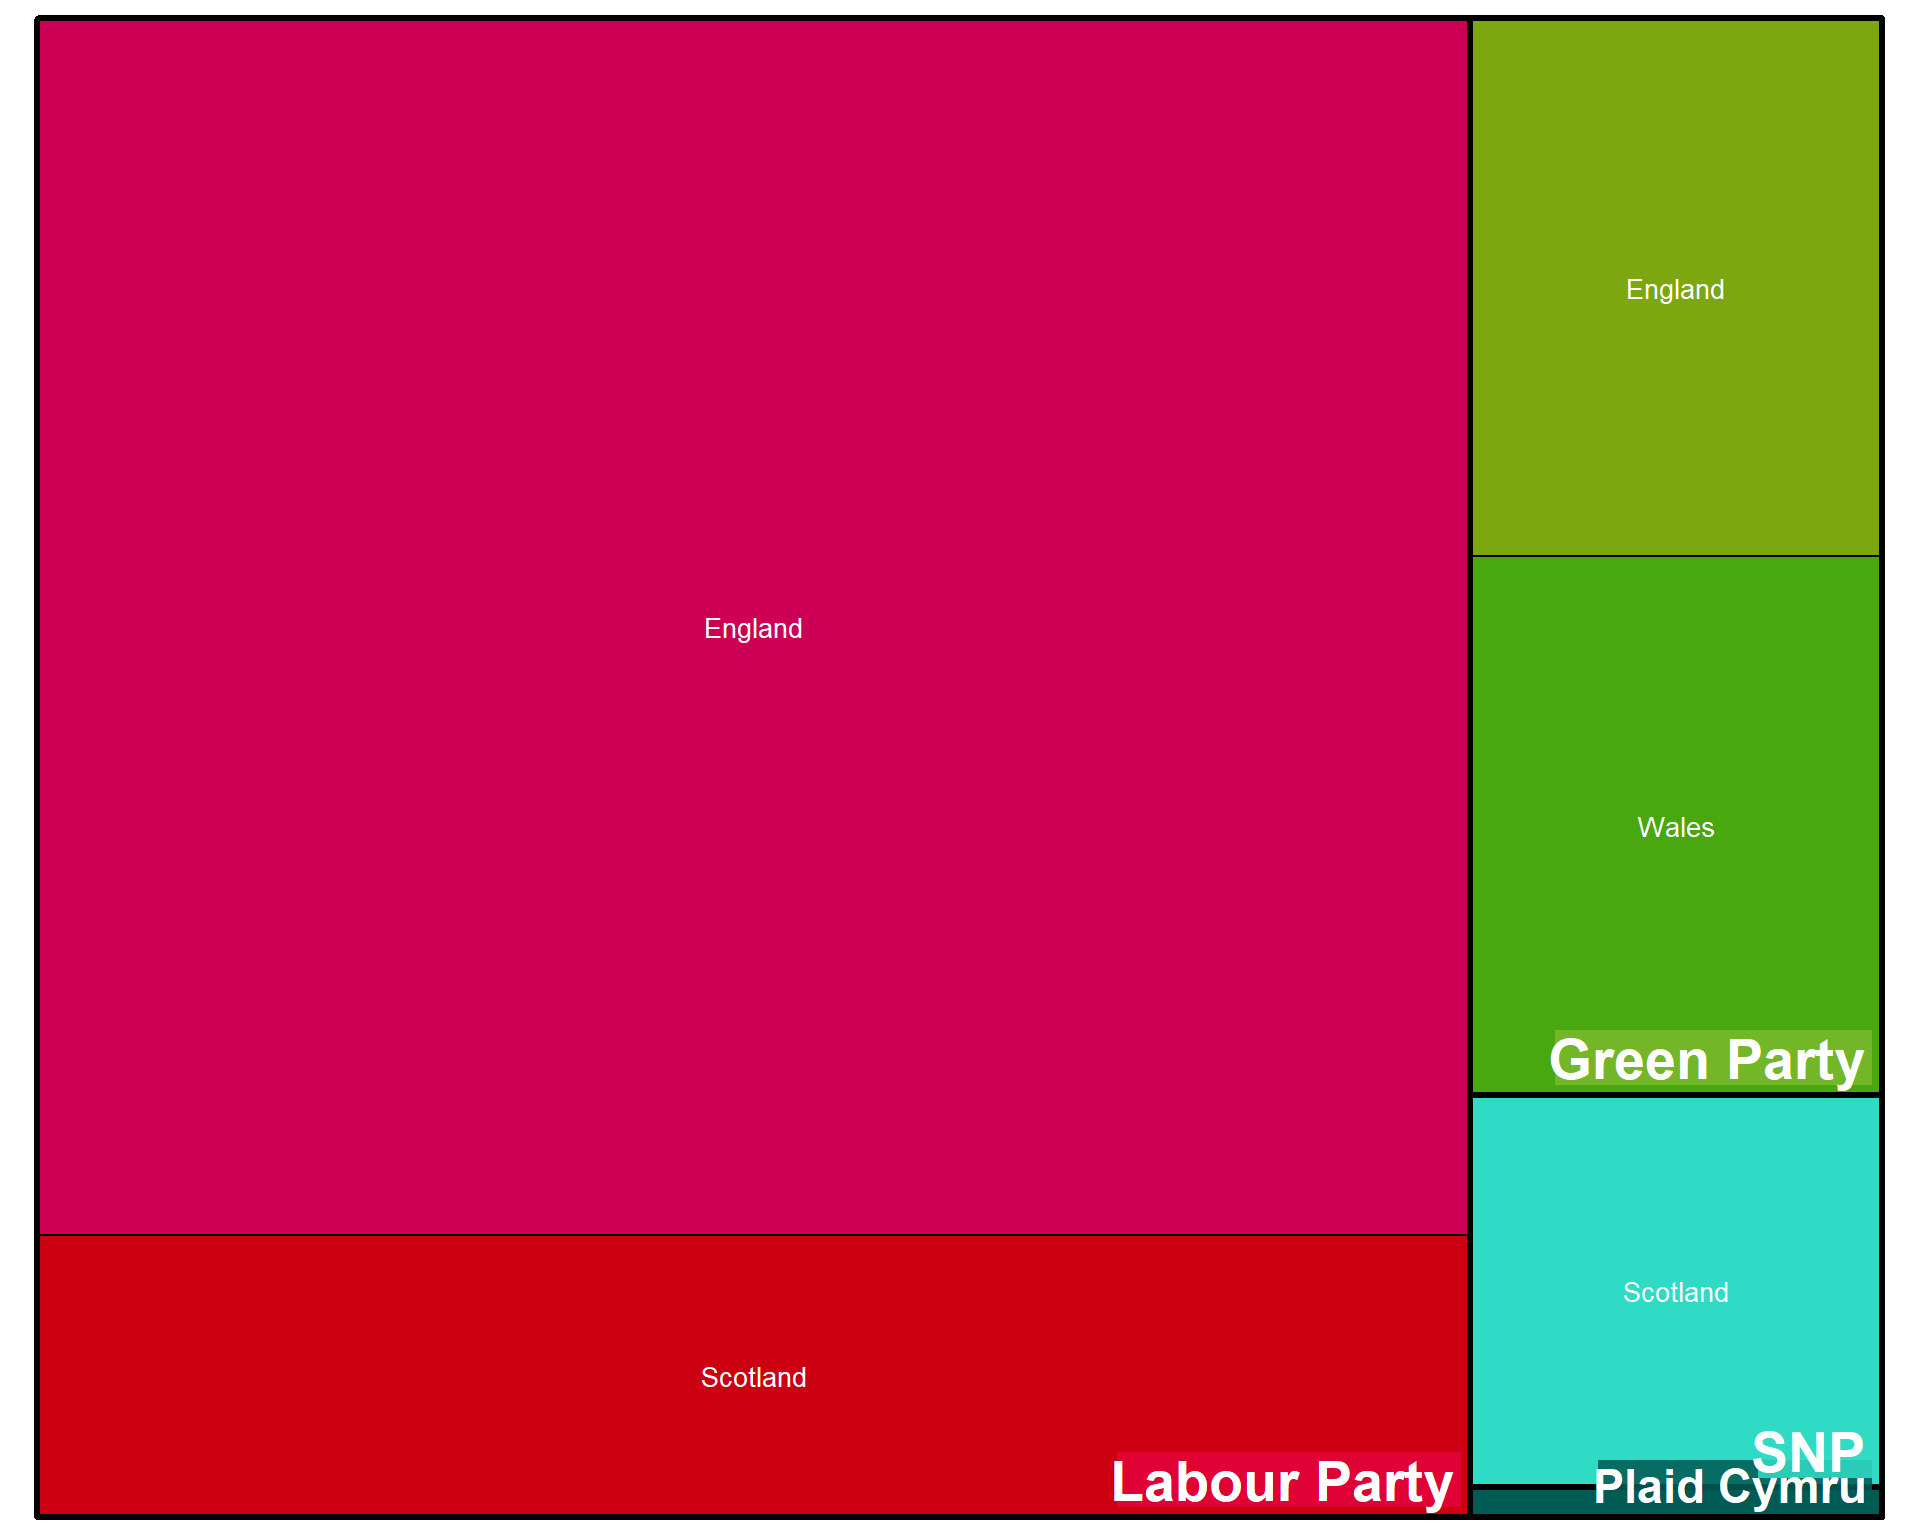 England
Scotland
Labour Party
England
Wales
Green Party
Scotland
SNP
Plaid Cymru